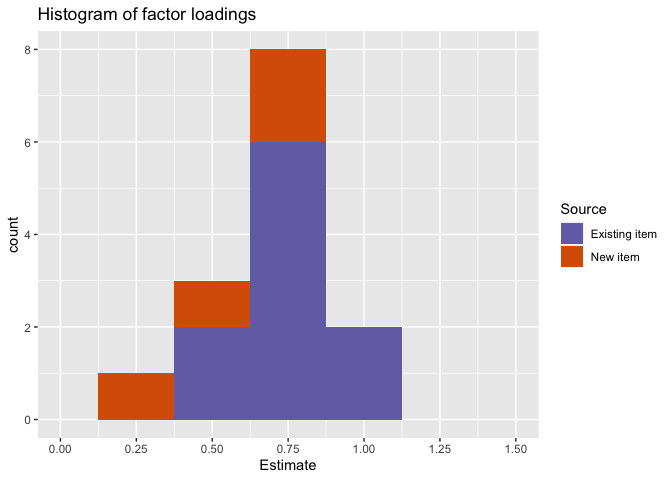 Histogram of factor loadings
8
6
4
2
0
count
0.00 0.25 0.50 0.75 1.00 1.25 1.50
Estimate
Source
Existing item
New item